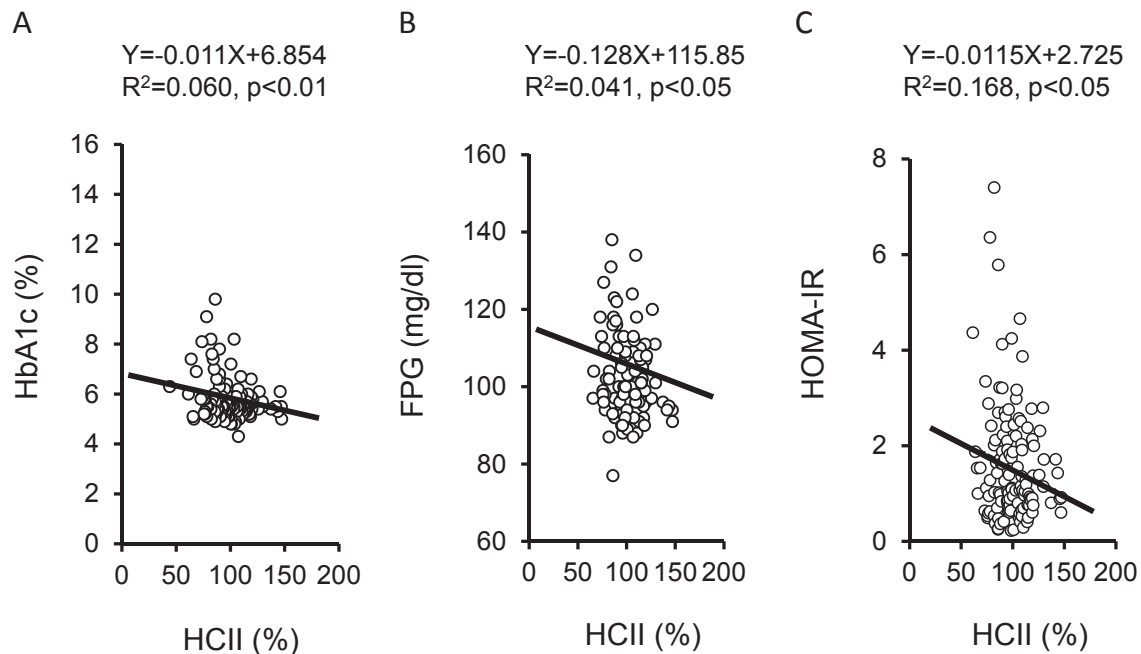 A
Y=-0.011X+6.854
R²=0.060, p<0.01
16
14
12
10
8
6
4
2
0
0 50 100 150 200
HbA1c (%)
HCII (%)
B
Y=-0.128X+115.85
R²=0.041, p<0.05
160
140
120
100
80
60
0 50 100 150 200
FPG (mg/dl)
HCII (%)
C
Y=-0.0115X+2.725
R²=0.168, p<0.05
8
6
4
2
0
0 50 100 150 200
HOMA-IR
HCII (%)